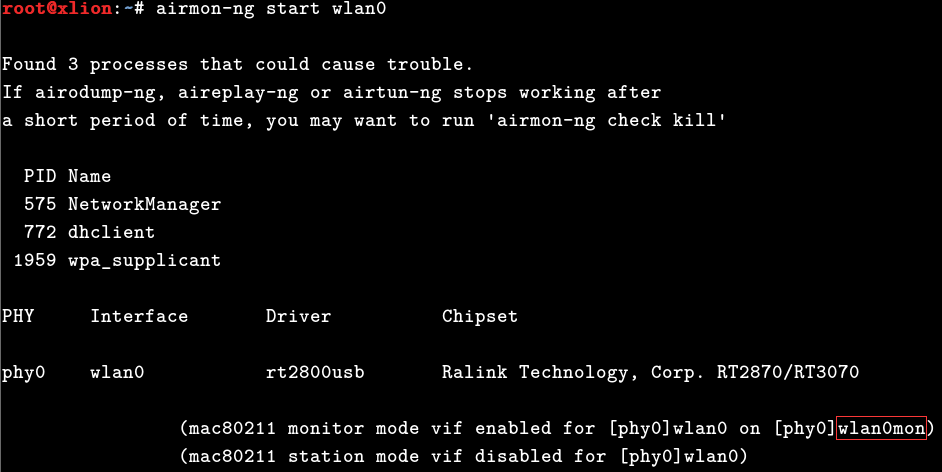 root@xlion:~# airmon-ng start wlan0
Found 3 processes that could cause trouble.
If airodump-ng, aireplay-ng or airtun-ng stops working after
a short period of time, you may want to run 'airmon-ng check kill'
PID Name
575 NetworkManager
772 dhclient
1959 wpa_supplicant
PHY Interface Driver Chipset
phy0 wlan0 rt2800usb Ralink Technology, Corp. RT2870/RT3070
(mac80211 monitor mode vif enabled for [phy0]wlan0 on [phy0]wlan0mon)
(mac80211 station mode vif disabled for [phy0]wlan0)